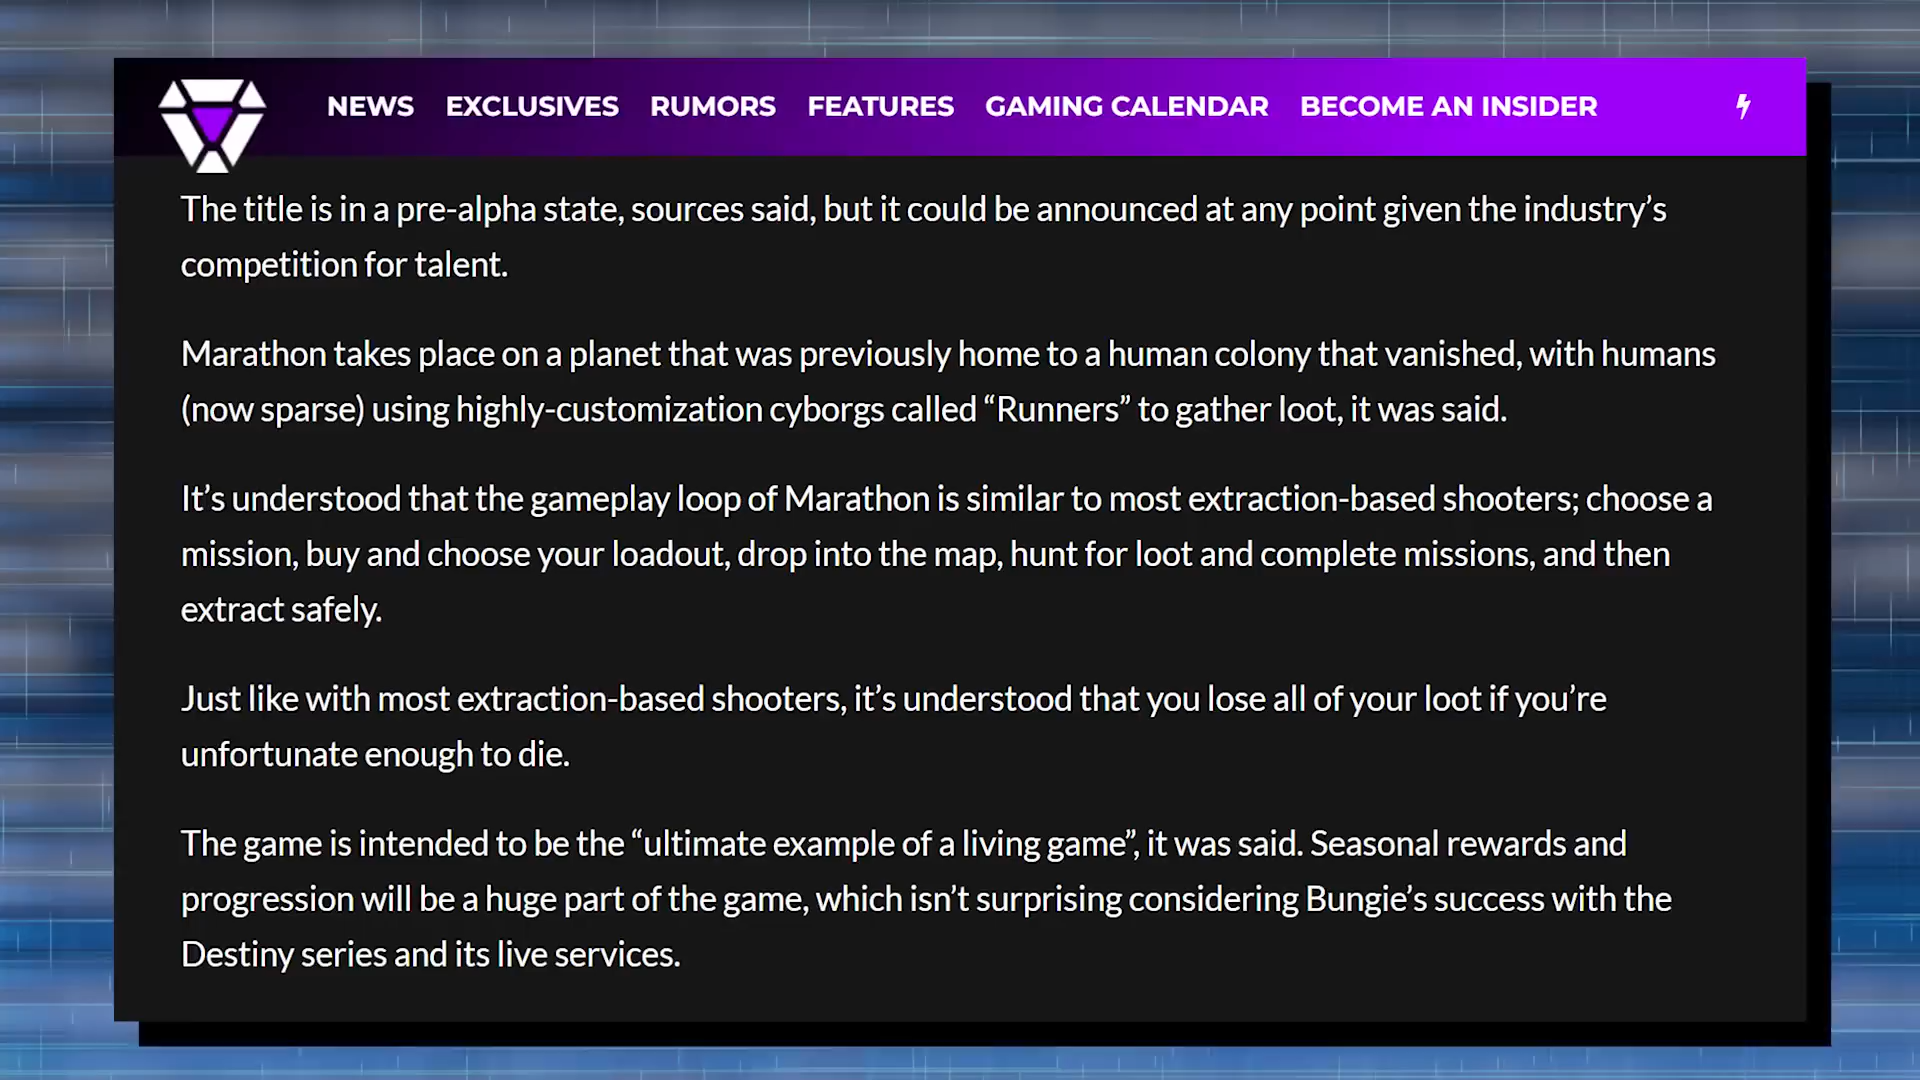 NEWS EXCLUSIVES RUMORS FEATURES GAMING CALENDAR BECOME AN INSIDER
The title is in a pre-alpha state, sources said, but it could be announced at any point given the industry’s
competition for talent.
Marathon takes place on a planet that was previously home to a human colony that vanished, with humans
(now sparse) using highly-customization cyborgs called “Runners” to gather loot, it was said.
It’s understood that the gameplay loop of Marathon is similar to most extraction-based shooters; choose a
mission, buy and choose your loadout, drop into the map, hunt for loot and complete missions, and then
extract safely.
Just like with most extraction-based shooters, it’s understood that you lose all of your loot if you’re
unfortunate enough to die.
The game is intended to be the “ultimate example of a living game”, it was said. Seasonal rewards and
progression will be a huge part of the game, which isn’t surprising considering Bungie’s success with the
Destiny series and its live services.